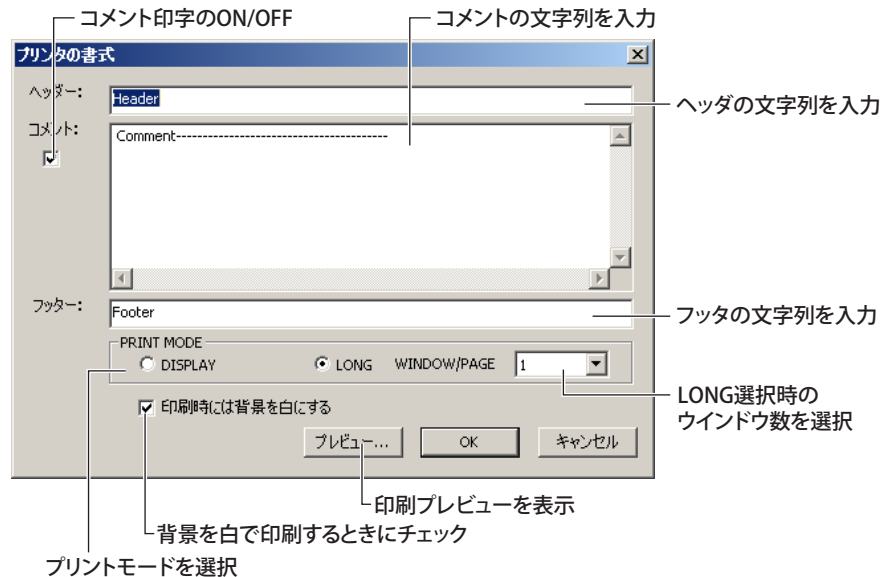 コメント印字のON/OFF
コメントの文字列を入力
プリンタの書式
ヘッダー:
Header
ヘッダの文字列を入力
コメント:
Comment----------------------------------------
フッター:
Footer
フッタの文字列を入力
PRINT MODE
DISPLAY
LONG
WINDOW/PAGE
1
LONG選択時の
ウインドウ数を選択
印刷時には背景を白にする
プレビュー...
OK
キャンセル
印刷プレビューを表示
背景を白で印刷するときにチェック
プリントモードを選択